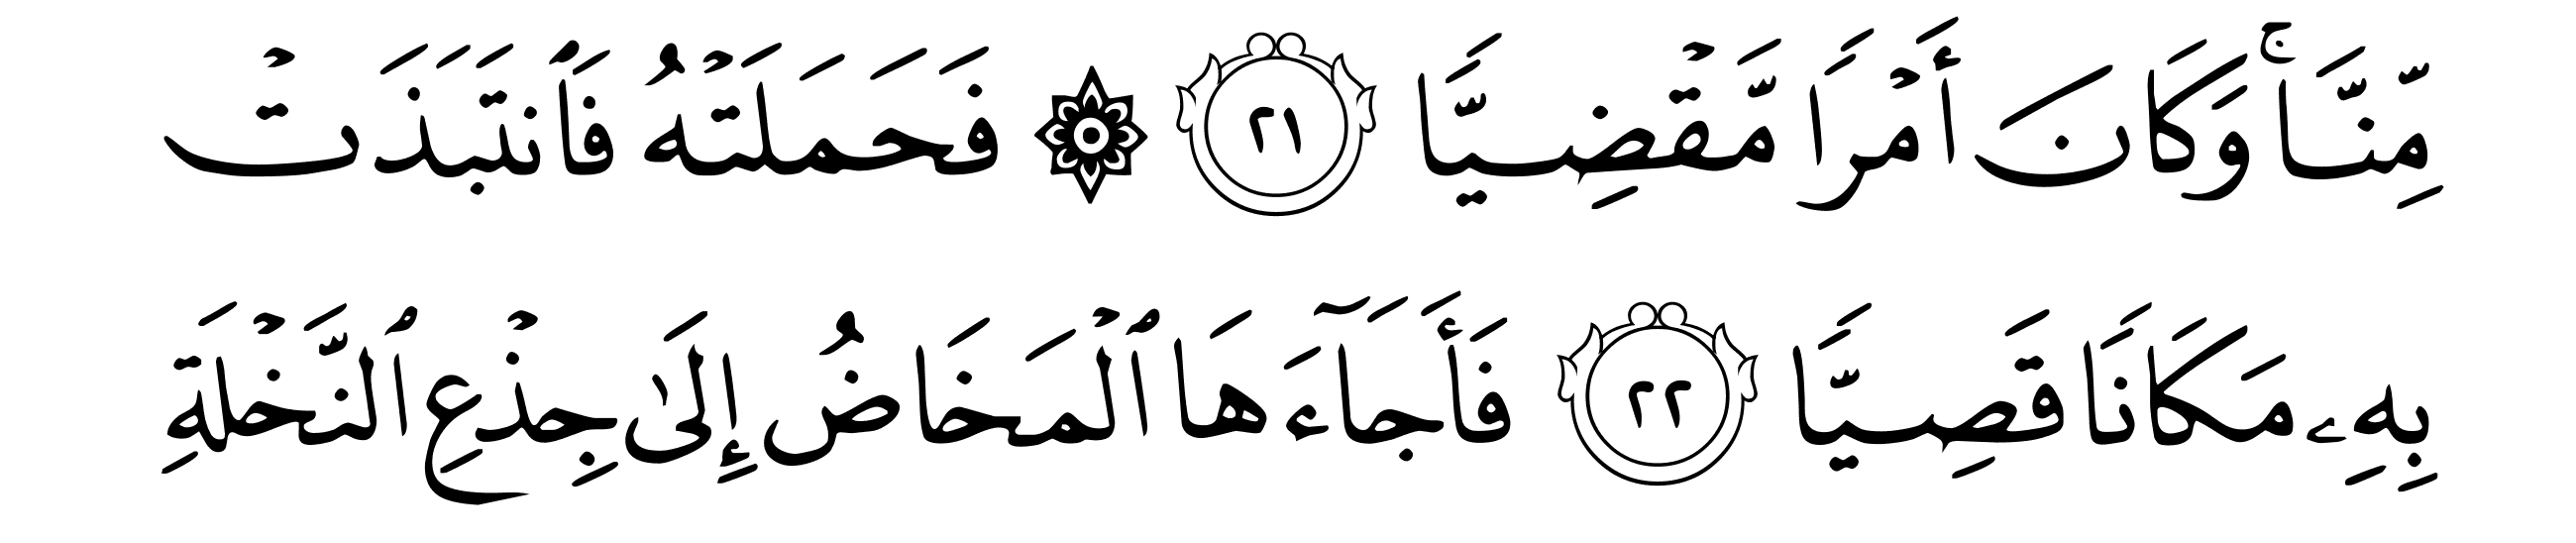 مِّنَّاۚ وَكَانَ أَمۡرٗا مَّقۡضِيّٗا ٢١ ۞ فَحَمَلَتۡهُ فَٱنتَبَذَتۡ
بِهِۦ مَكَانٗا قَصِيّٗا ٢٢ فَأَجَآءَهَا ٱلۡمَخَاضُ إِلَىٰ جِذۡعِ ٱلنَّخۡلَةِ